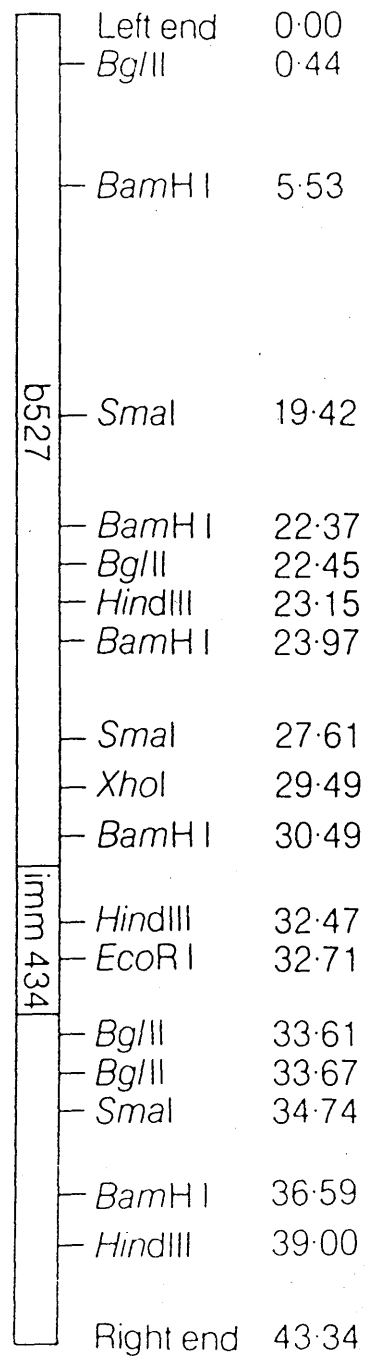 Left end 0·00
BglII 0·44
BamHI 5·53
b527
SmaI 19·42
BamHI 22·37
BglII 22·45
HindIII 23·15
BamHI 23·97
SmaI 27·61
XhoI 29·49
BamHI 30·49
imm 434
HindIII 32·47
EcoRI 32·71
BglII 33·61
BglII 33·67
SmaI 34·74
BamHI 36·59
HindIII 39·00
Right end 43·34